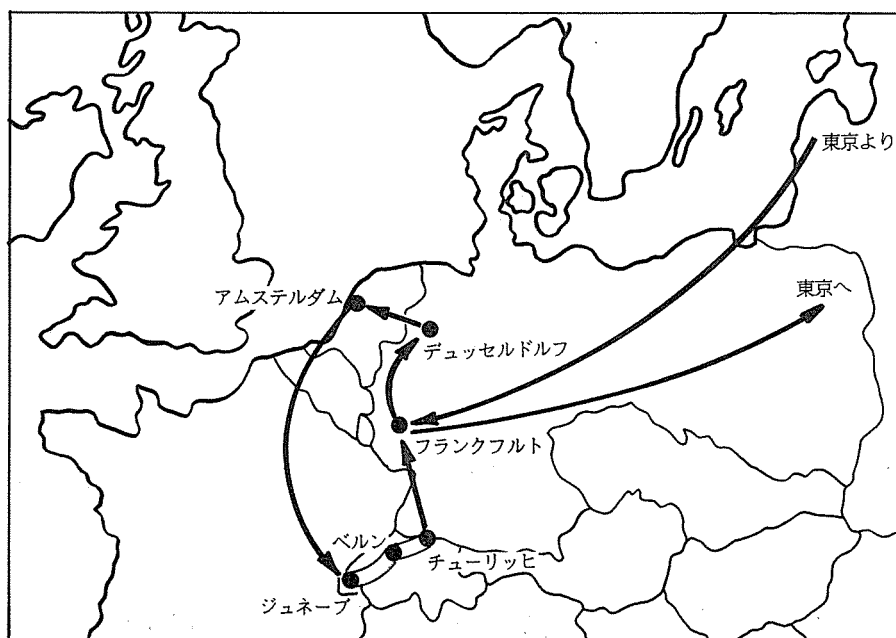 東京より
アムステルダム
東京へ
デュッセルドルフ
フランクフルト
ベルン
チューリッヒ
ジュネーブ